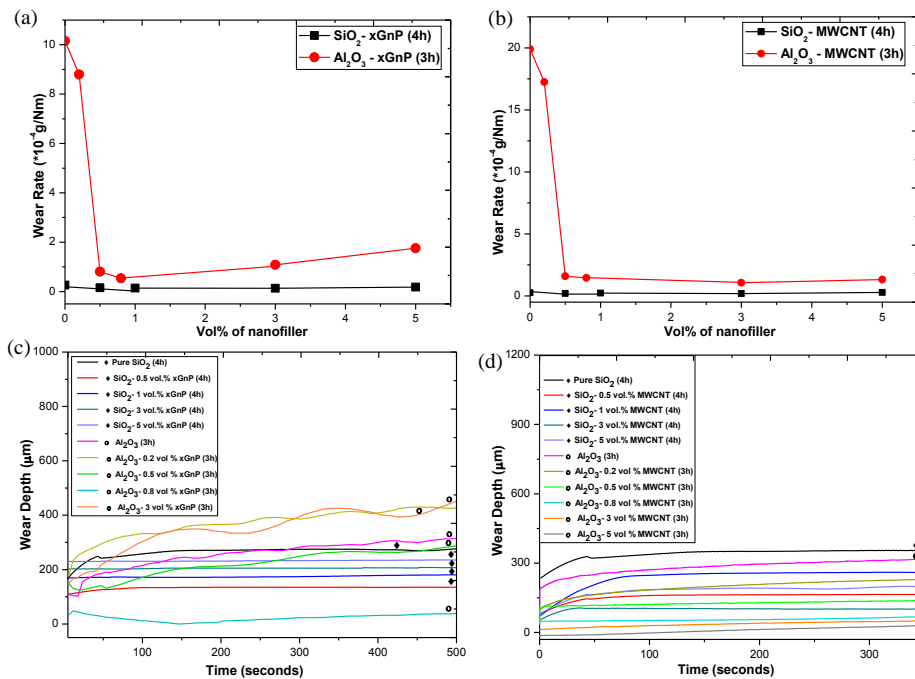 (a)
SiO2- xGnP (4h)
Al2O3 - xGnP (3h)
Wear Rate (*10-4g/Nm)
10
8
6
4
2
0
0 1 2 3 4 5
Vol% of nanofiller
(b)
SiO2- MWCNT (4h)
Al2O3 - MWCNT (3h)
Wear Rate (*10-4g/Nm)
20
15
10
5
0
0 1 2 3 4 5
Vol% of nanofiller
(c)
Wear Depth (μm)
1000
800
600
400
200
0
Pure SiO2 (4h)
SiO2- 0.5 vol.% xGnP (4h)
SiO2- 1 vol.% xGnP (4h)
SiO2- 3 vol.% xGnP (4h)
SiO2- 5 vol.% xGnP (4h)
Al2O3 (3h)
Al2O3- 0.2 vol % xGnP (3h)
Al2O3- 0.5 vol % xGnP (3h)
Al2O3- 0.8 vol % xGnP (3h)
Al2O3- 3 vol % xGnP (3h)
100 200 300 400 500
Time (seconds)
(d)
Wear Depth (μm)
1200
900
600
300
0
Pure SiO2 (4h)
SiO2- 0.5 vol.% MWCNT (4h)
SiO2- 1 vol.% MWCNT (4h)
SiO2- 3 vol.% MWCNT (4h)
SiO2- 5 vol.% MWCNT (4h)
Al2O3 (3h)
Al2O3- 0.2 vol % MWCNT (3h)
Al2O3- 0.5 vol % MWCNT (3h)
Al2O3- 0.8 vol % MWCNT (3h)
Al2O3- 3 vol % MWCNT (3h)
Al2O3- 5 vol % MWCNT (3h)
0 100 200 300
Time (seconds)